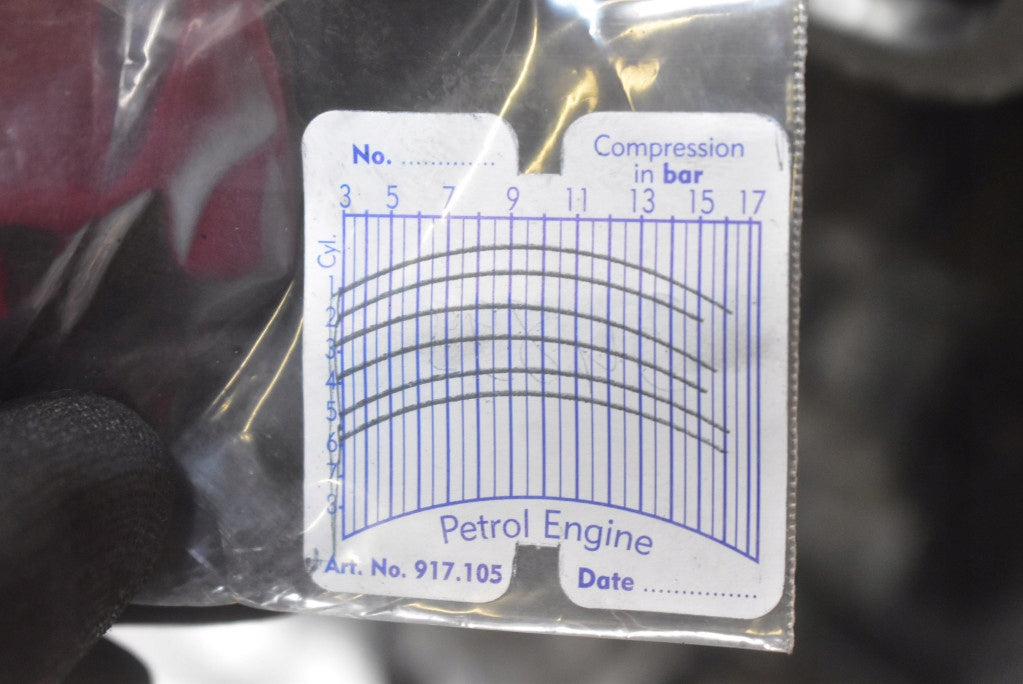 No. .............
Compression
in bar
3 5 7 9 11 13 15 17
Cyl.
1
2
3
4
5
6
7
Petrol Engine
Art. No. 917.105
Date ...............